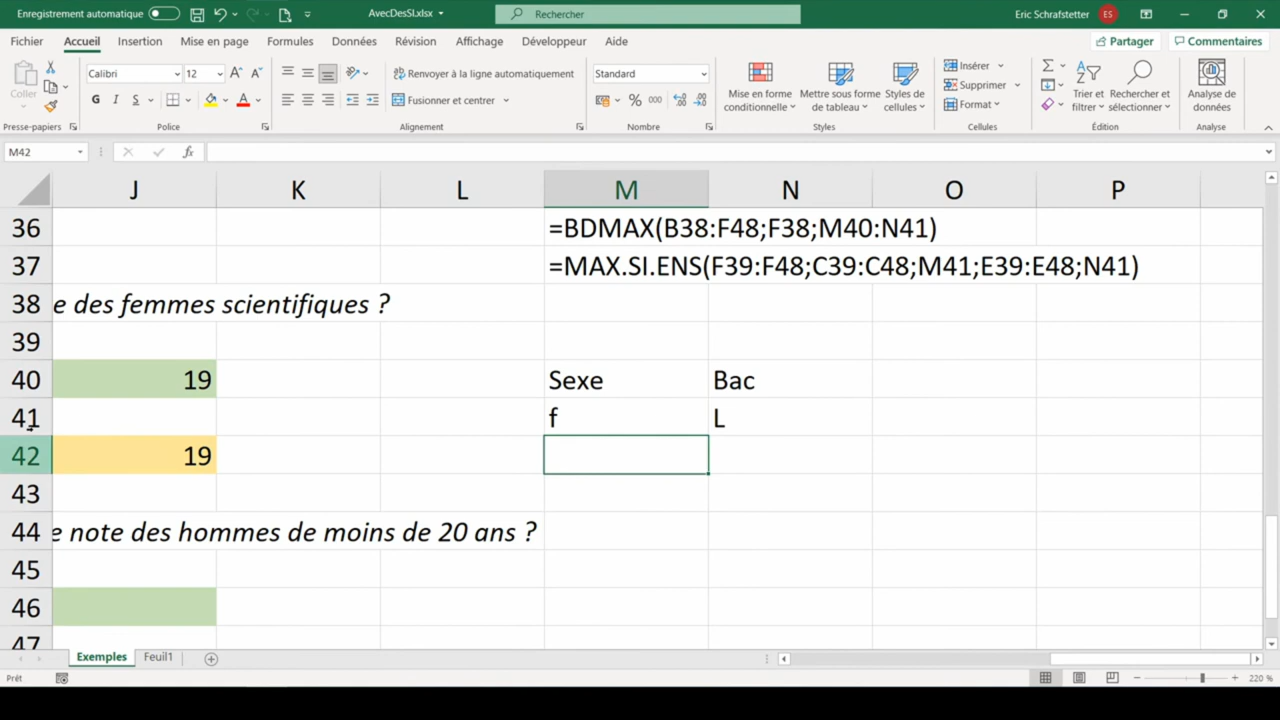 Enregistrement automatique
AvecDesSI.xlsx
Rechercher
Eric Schrafstetter
ES
Fichier Accueil Insertion Mise en page Formules Données Révision Affichage Développeur Aide
Partager
Commentaires
Coller
Presse-papiers
Calibri
12
G I S
Police
Renvoyer à la ligne automatiquement
Fusionner et centrer
Alignement
Standard
% 000
Nombre
Mise en forme conditionnelle
Mettre sous forme de tableau
Styles de cellules
Styles
Insérer
Supprimer
Format
Cellules
Trier et filtrer
Rechercher et sélectionner
Édition
Analyse de données
Analyse
M42
fx
J K L M N O P
36 =BDMAX(B38:F48;F38;M40:N41)
37 =MAX.SI.ENS(F39:F48;C39:C48;M41;E39:E48;N41)
38 e des femmes scientifiques ?
39
40 19 Sexe Bac
41 f L
42 19
43
44 e note des hommes de moins de 20 ans ?
45
46
47
Exemples Feuil1
Prêt
220 %